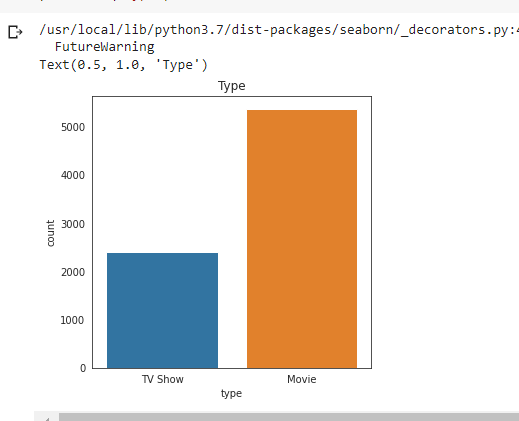 /usr/local/lib/python3.7/dist-packages/seaborn/_decorators.py:4
FutureWarning
Text(0.5, 1.0, 'Type')
Type
5000
4000
3000
2000
1000
0
count
TV Show Movie
type